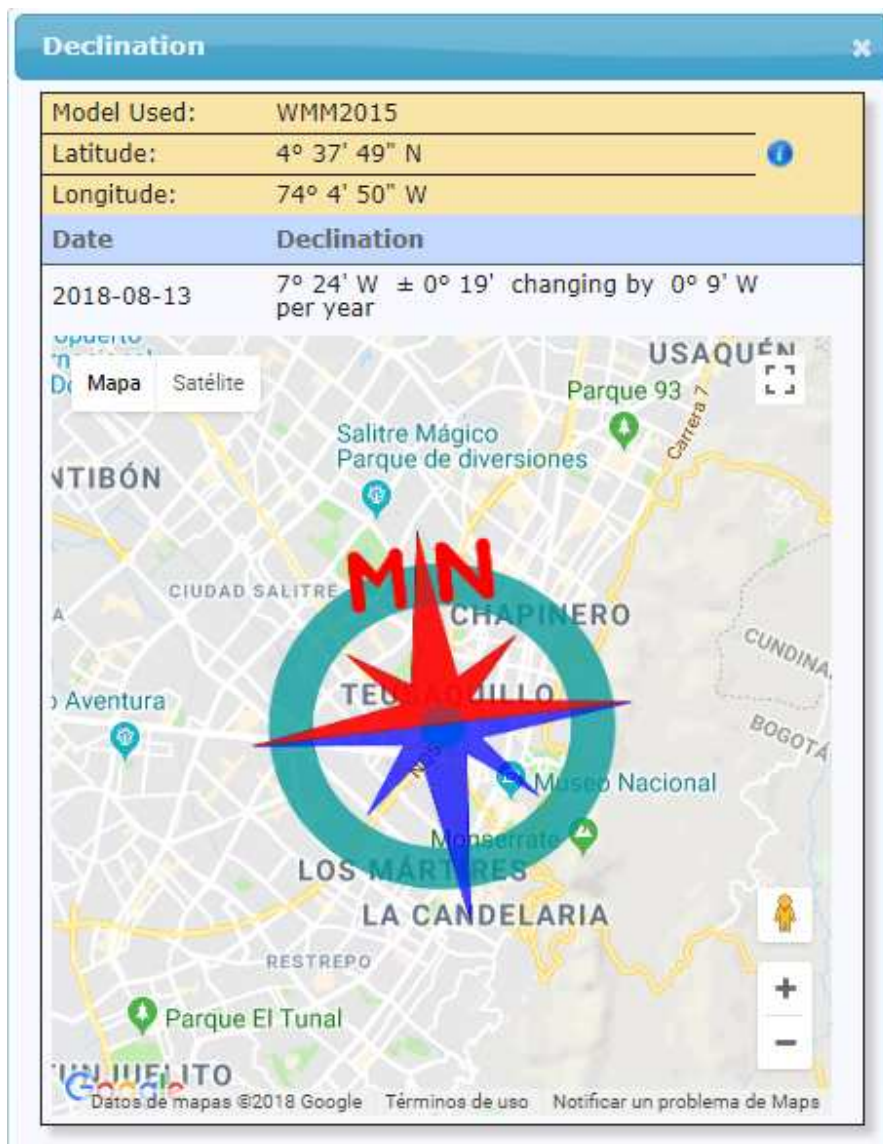 Declination
Model Used: WMM2015
Latitude: 4° 37' 49" N
Longitude: 74° 4' 50" W
Date Declination
2018-08-13 7° 24' W ± 0° 19' changing by 0° 9' W
per year
Mapa Satélite
USAQUÉN
Parque 93
Carrera 7
Salitre Mágico
Parque de diversiones
NTIBÓN
CIUDAD SALITRE
M N
CHAPINERO
CUNDINA
TEUSAQUILLO
Aventura
BOGOTÁ
NQS
Museo Nacional
Monserrate
LOS MÁRTIRES
LA CANDELARIA
RESTREPO
Parque El Tunal
UNJUELITO
Google
Datos de mapas ©2018 Google Términos de uso Notificar un problema de Maps